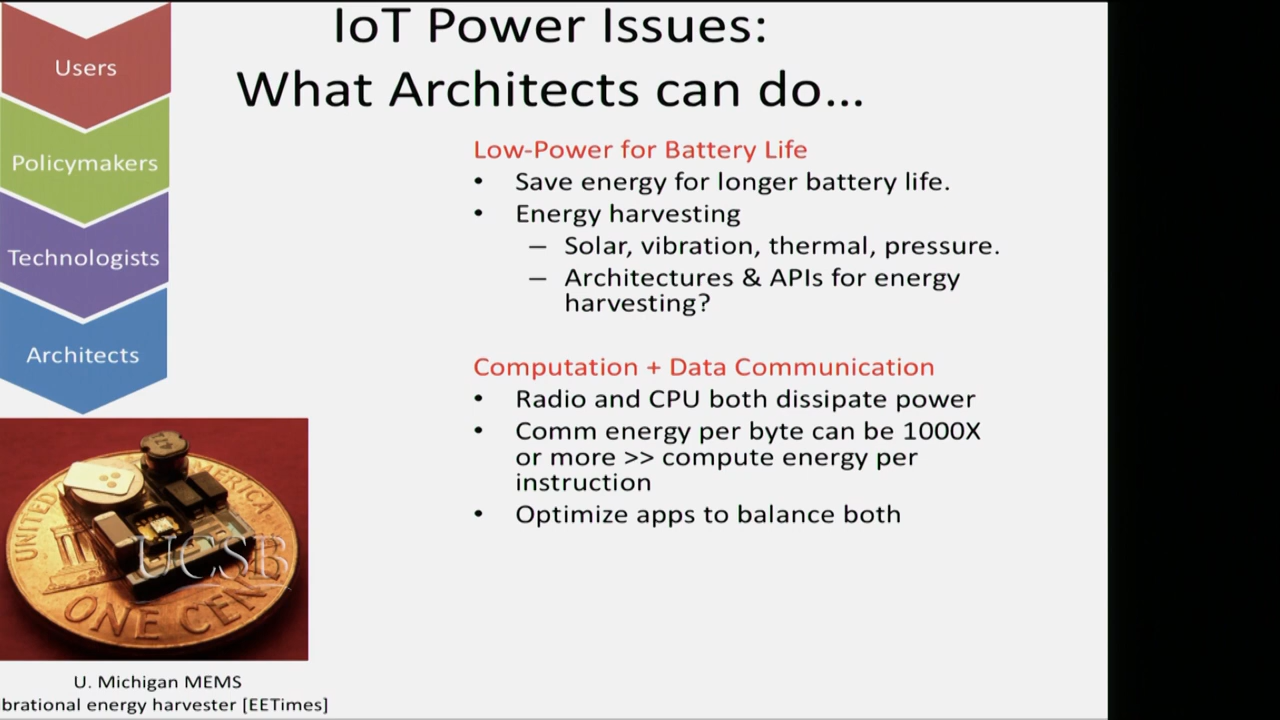 IoT Power Issues:
What Architects can do...
Users
Policymakers
Technologists
Architects
Low-Power for Battery Life
• Save energy for longer battery life.
• Energy harvesting
– Solar, vibration, thermal, pressure.
– Architectures & APIs for energy
harvesting?
Computation + Data Communication
• Radio and CPU both dissipate power
• Comm energy per byte can be 1000X
or more >> compute energy per
instruction
• Optimize apps to balance both
UNITED
AMERICA
ONE CENT
UCSB
U. Michigan MEMS
brational energy harvester [EETimes]